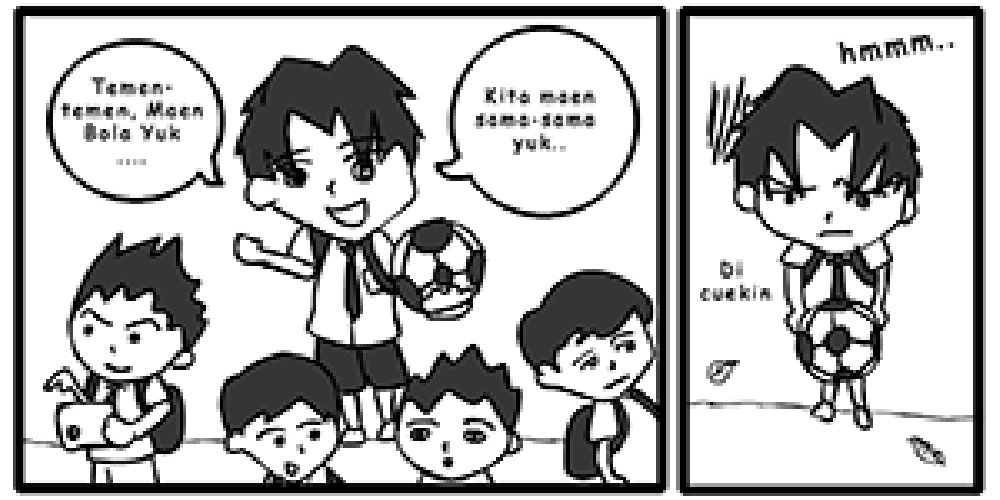 Temen-
temen, Maen
Bola Yuk
....
Kita maen
sama-sama
yuk..
hmmm..
Di
cuekin